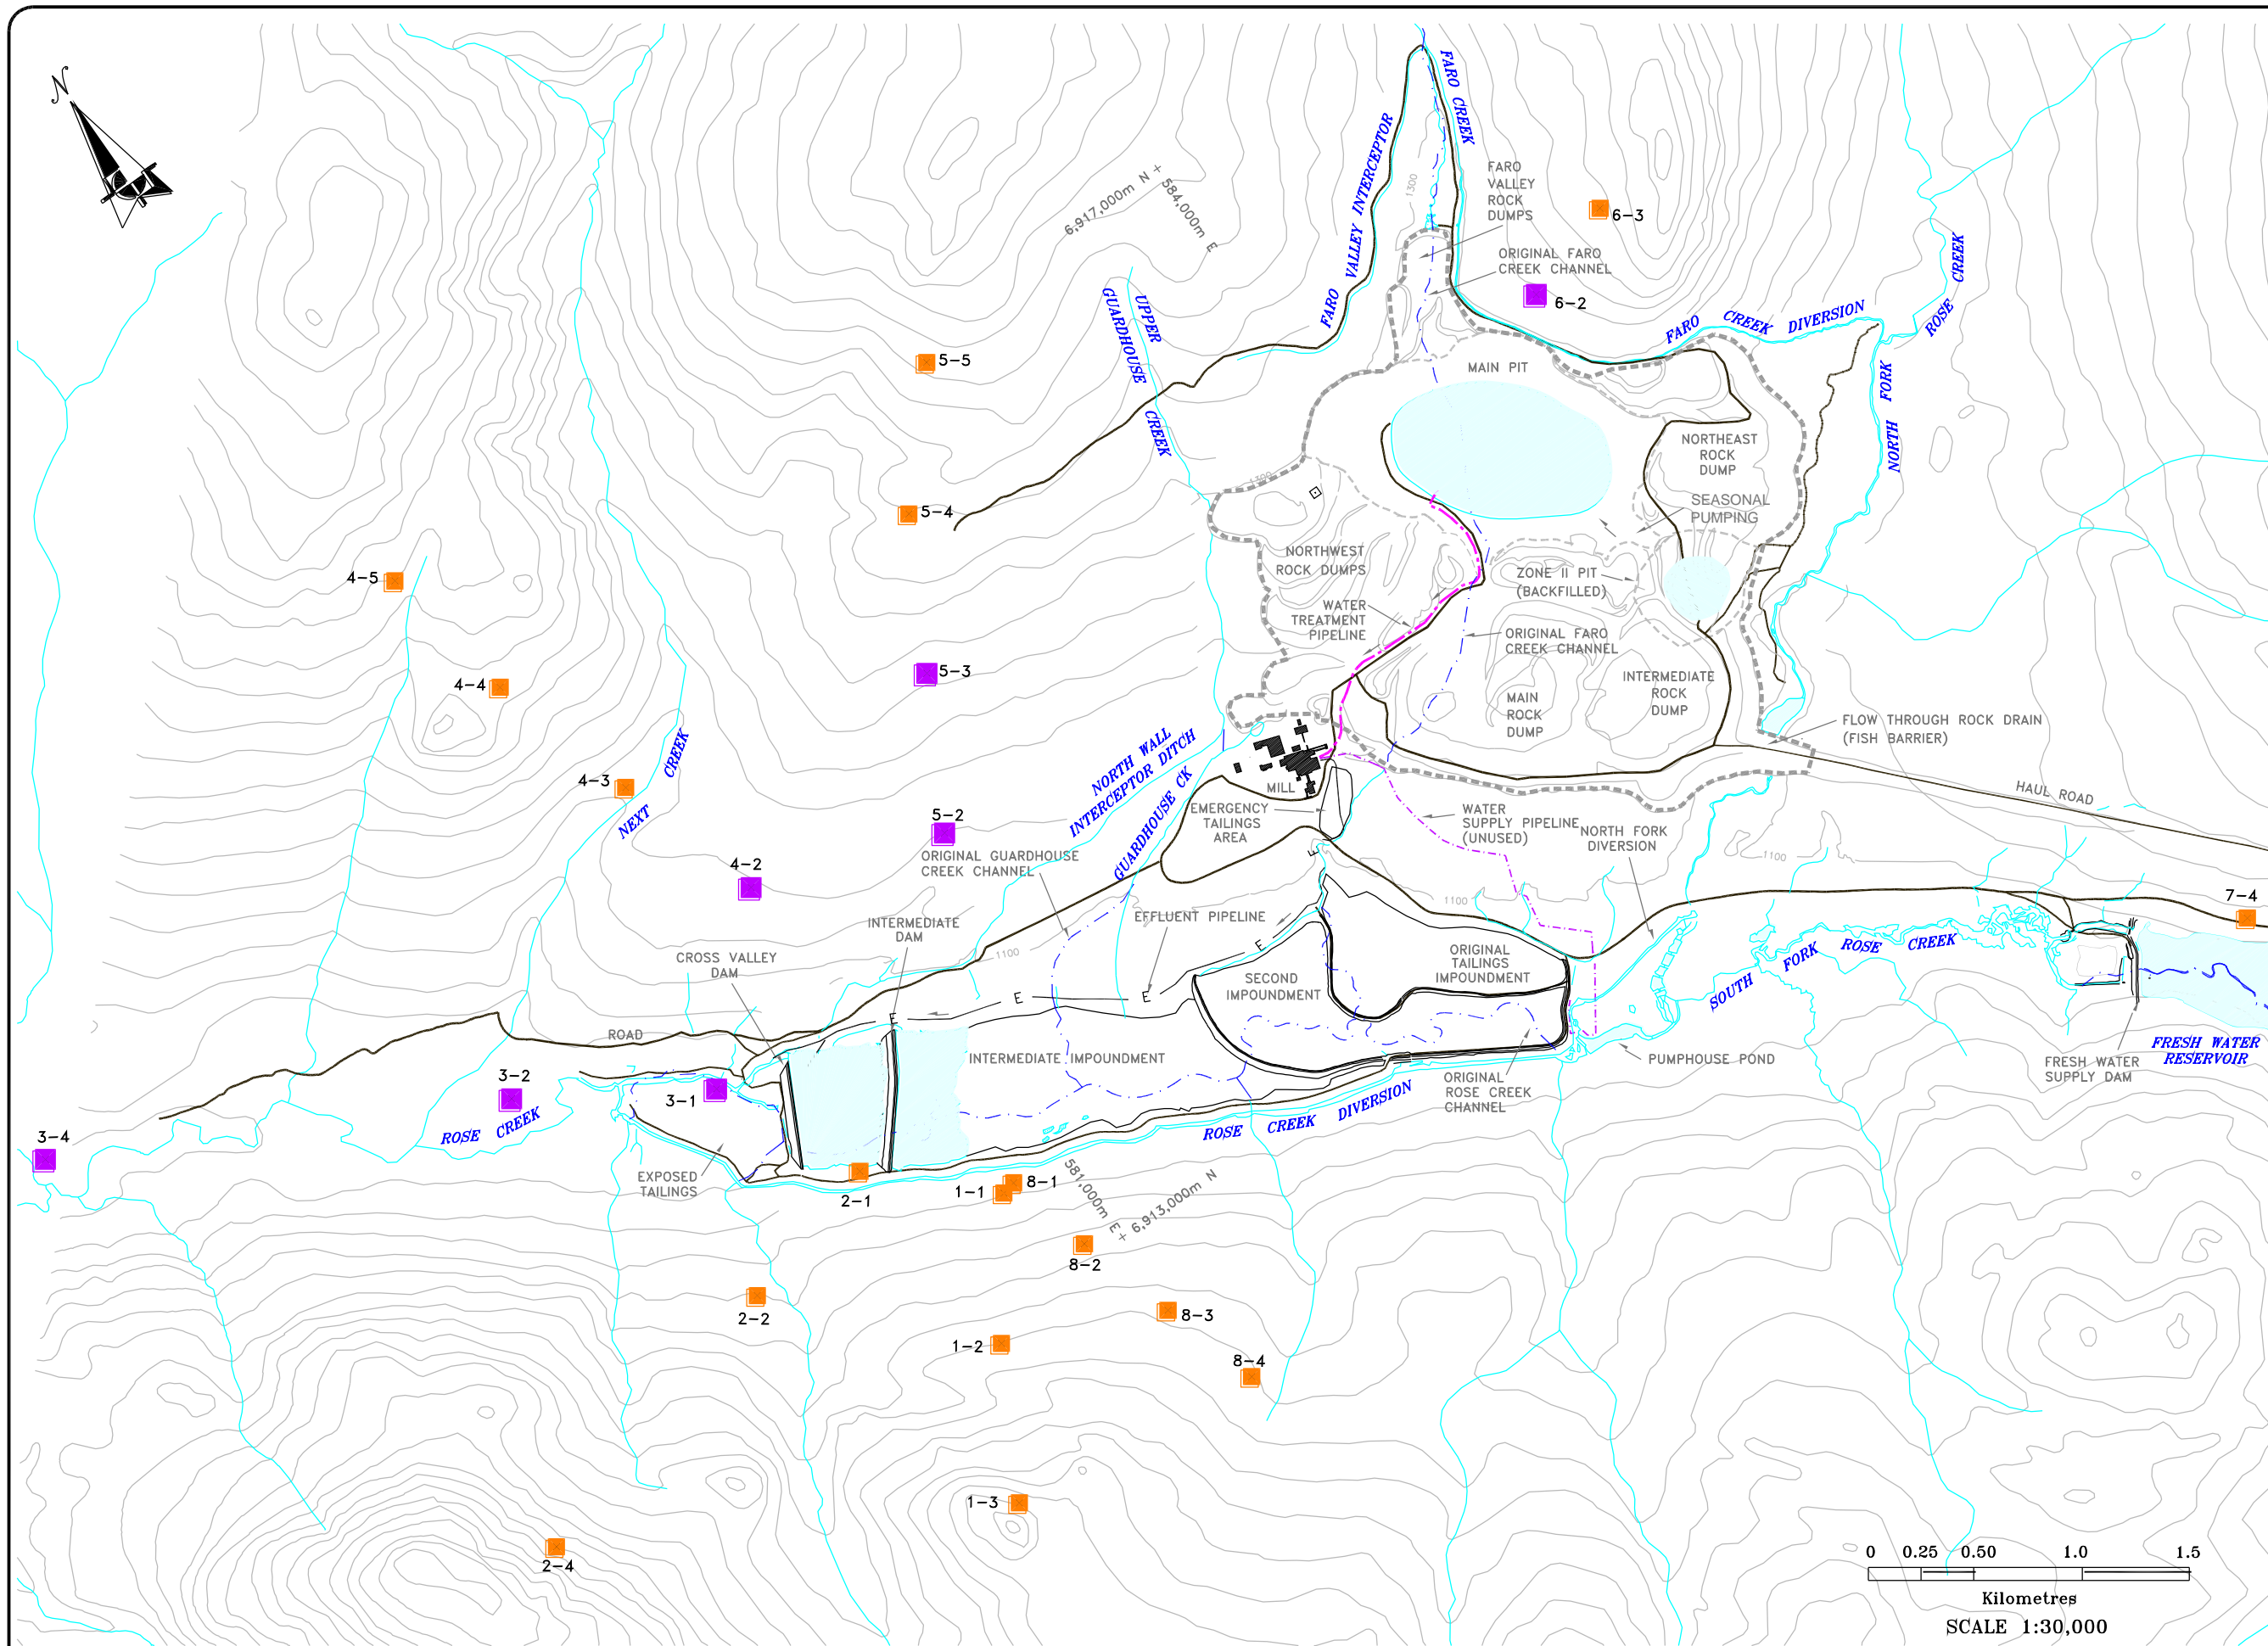 N
FARO CREEK
FARO VALLEY INTERCEPTOR
1300
FARO
VALLEY
ROCK
DUMPS
6-3
6,917,000m N + 584,000m E
ORIGINAL FARO
CREEK CHANNEL
6-2
UPPER
GUARDHOUSE CREEK
FARO CREEK DIVERSION
NORTH FORK ROSE CREEK
5-5
MAIN PIT
NORTHEAST
ROCK
DUMP
1300
SEASONAL
PUMPING
5-4
NORTHWEST
ROCK DUMPS
ZONE II PIT
(BACKFILLED)
4-5
WATER
TREATMENT
PIPELINE
ORIGINAL FARO
CREEK CHANNEL
5-3
4-4
INTERMEDIATE
ROCK
DUMP
MAIN
ROCK
DUMP
FLOW THROUGH ROCK DRAIN
(FISH BARRIER)
NORTH WALL
INTERCEPTOR DITCH
4-3
NEXT CREEK
GUARDHOUSE CK
MILL
HAUL ROAD
EMERGENCY
TAILINGS
AREA
WATER
SUPPLY PIPELINE
(UNUSED)
NORTH FORK
DIVERSION
5-2
ORIGINAL GUARDHOUSE
CREEK CHANNEL
4-2
E
1100
1100
7-4
EFFLUENT PIPELINE
INTERMEDIATE
DAM
CROSS VALLEY
DAM
1100
E
E
E
E
SECOND
IMPOUNDMENT
ORIGINAL
TAILINGS
IMPOUNDMENT
SOUTH FORK ROSE CREEK
ROAD
INTERMEDIATE IMPOUNDMENT
PUMPHOUSE POND
FRESH WATER
RESERVOIR
FRESH WATER
SUPPLY DAM
3-2
3-1
ORIGINAL
ROSE CREEK
CHANNEL
ROSE CREEK DIVERSION
ROSE CREEK
3-4
EXPOSED
TAILINGS
2-1
1-1
8-1
581,000m E + 6,913,000m N
8-2
2-2
8-3
1-2
8-4
1-3
2-4
0 0.25 0.50 1.0 1.5
Kilometres
SCALE 1:30,000